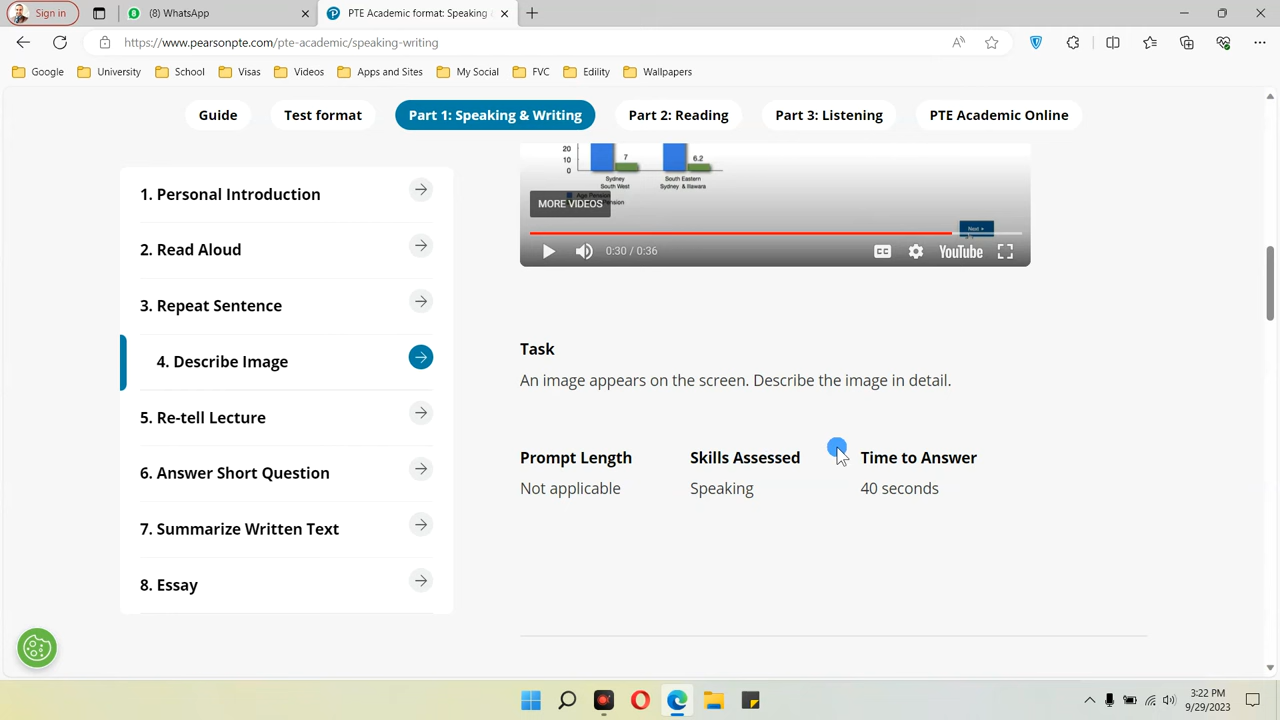 Sign in
(8) WhatsApp
PTE Academic format: Speaking
https://www.pearsonpte.com/pte-academic/speaking-writing
Google University School Visas Videos Apps and Sites My Social FVC Edility Wallpapers
Guide Test format Part 1: Speaking & Writing Part 2: Reading Part 3: Listening PTE Academic Online
1. Personal Introduction
2. Read Aloud
3. Repeat Sentence
4. Describe Image
5. Re-tell Lecture
6. Answer Short Question
7. Summarize Written Text
8. Essay
20
10
0
7
6.2
Sydney
South West
South Eastern
Sydney & Illawara
Age Pension
Pension
MORE VIDEOS
Next >
0:30 / 0:36
CC
YouTube
Task
An image appears on the screen. Describe the image in detail.
Prompt Length Skills Assessed Time to Answer
Not applicable Speaking 40 seconds
3:22 PM
9/29/2023